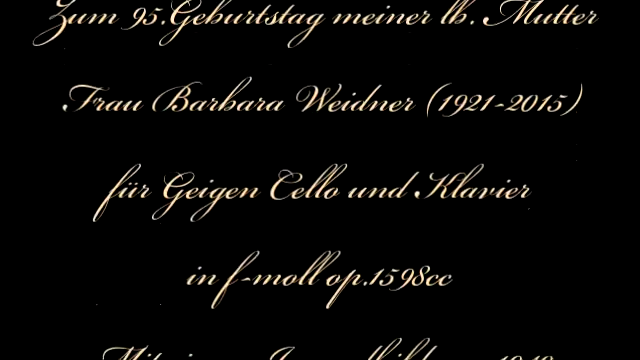 Zum 95.Geburtstag meiner lb. Mutter
Frau Barbara Weidner (1921-2015)
für Geigen Cello und Klavier
in f-moll op.1598cc